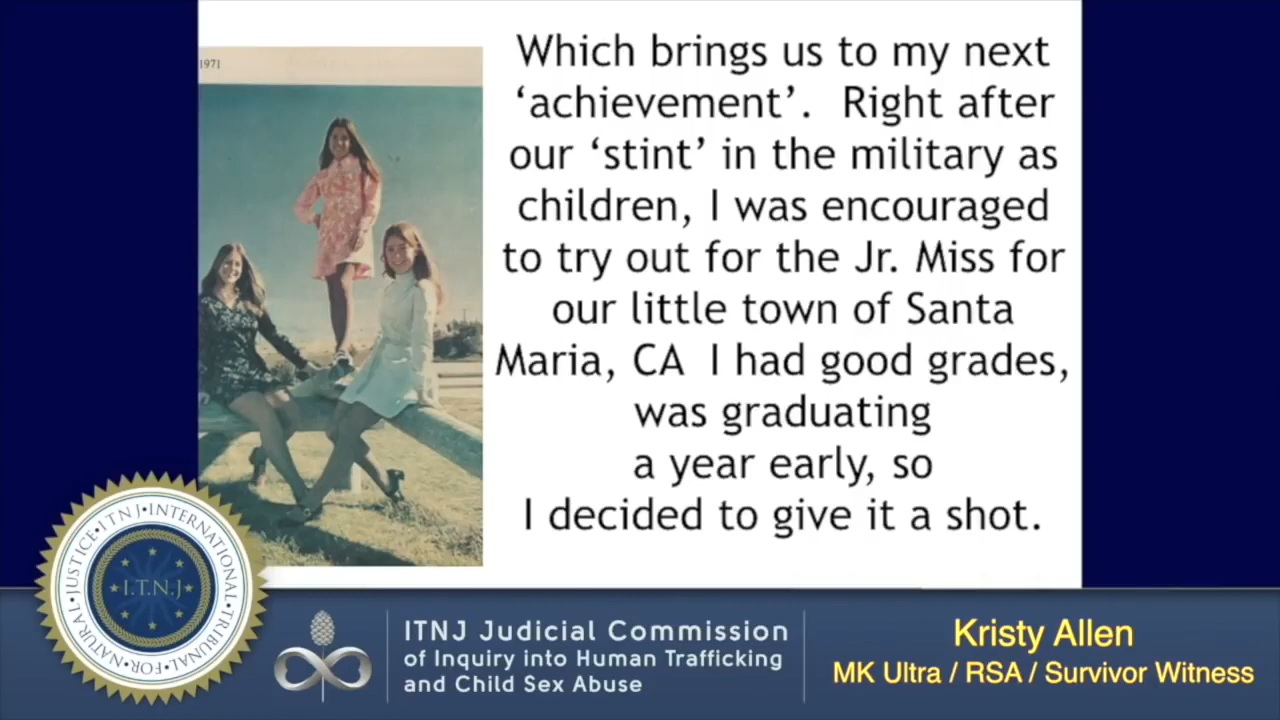 1971
Which brings us to my next
‘achievement’.  Right after
our ‘stint’ in the military as
children, I was encouraged
to try out for the Jr. Miss for
our little town of Santa
Maria, CA  I had good grades,
was graduating
a year early, so
I decided to give it a shot.
ITNJ•INTERNATIONAL•TRIBUNAL•FOR•NATURAL•JUSTICE•
I.T.N.J
ITNJ Judicial Commission
of Inquiry into Human Trafficking
and Child Sex Abuse
Kristy Allen
MK Ultra / RSA / Survivor Witness